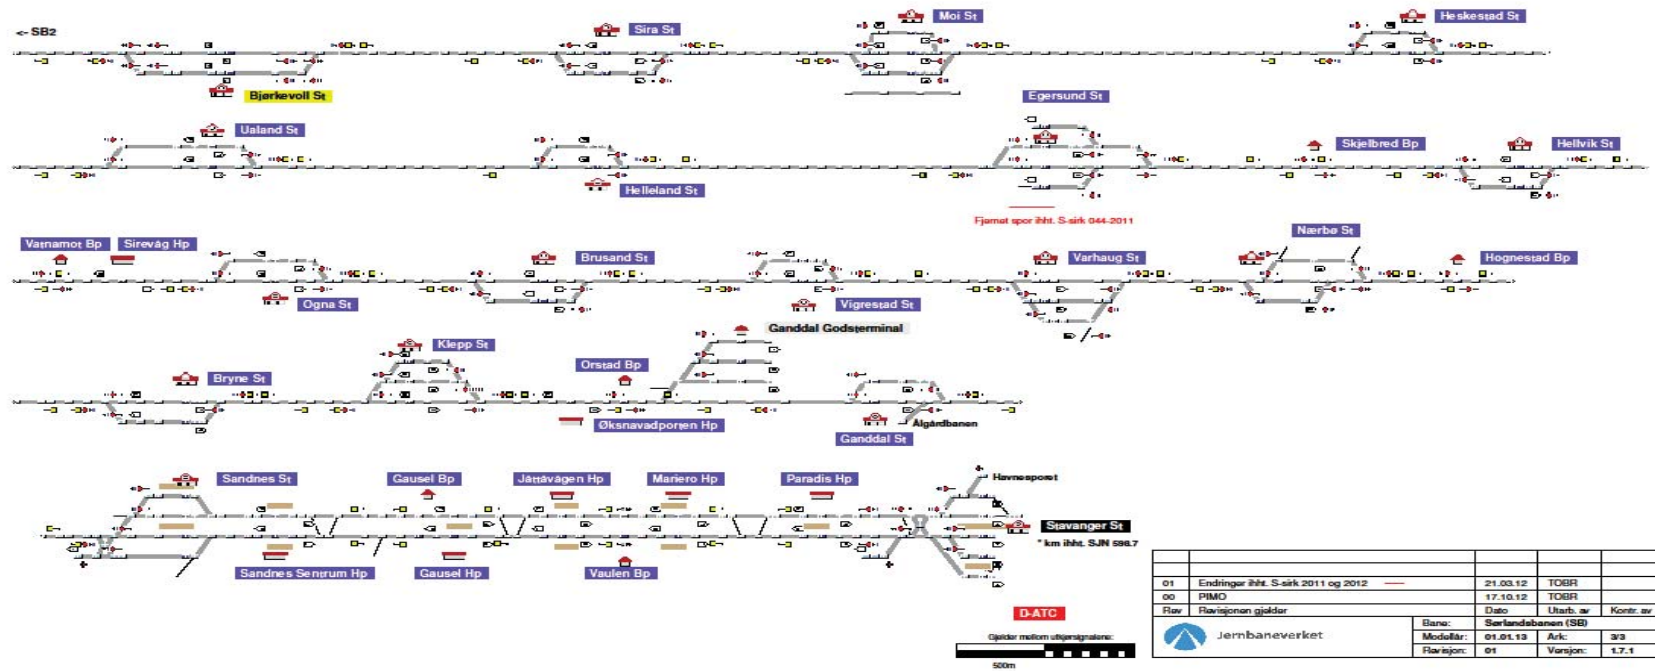 <- SB2
Sira St
Moi St
Heskestad St
Bjørkevoll St
Egersund St
Ualand St
Skjelbred Bp
Hellvik St
Helleland St
Fjernet spor ihht. S-sirk 044-2011
Varnamot Bp
Sirevåg Hp
Nærbø St
Brusand St
Varhaug St
Hognestad Bp
Ogna St
Vigrestad St
Ganddal Godsterminal
Klepp St
Orstad Bp
Bryne St
Øksnavadporten Hp
Ganddal St
Ålgårdbanen
Sandnes St
Gausel Bp
Jåttåvågen Hp
Mariero Hp
Paradis Hp
Havnesporet
Stavanger St
* km ihht. SJN 598.7
Sandnes Sentrum Hp
Gausel Hp
Vaulen Bp
D-ATC
Gjelder mellom utkjørsignalene:
500m
01 Endringer ihht. S-sirk 2011 og 2012 21.03.12 TOBR
00 PIMO 17.10.12 TOBR
Rev Revisjonen gjelder Dato Utarb. av Kontr. av
Jernbaneverket
Bane: Sørlandsbanen (SB)
Modellår: 01.01.13 Ark: 3/3
Revisjon: 01 Versjon: 1.7.1